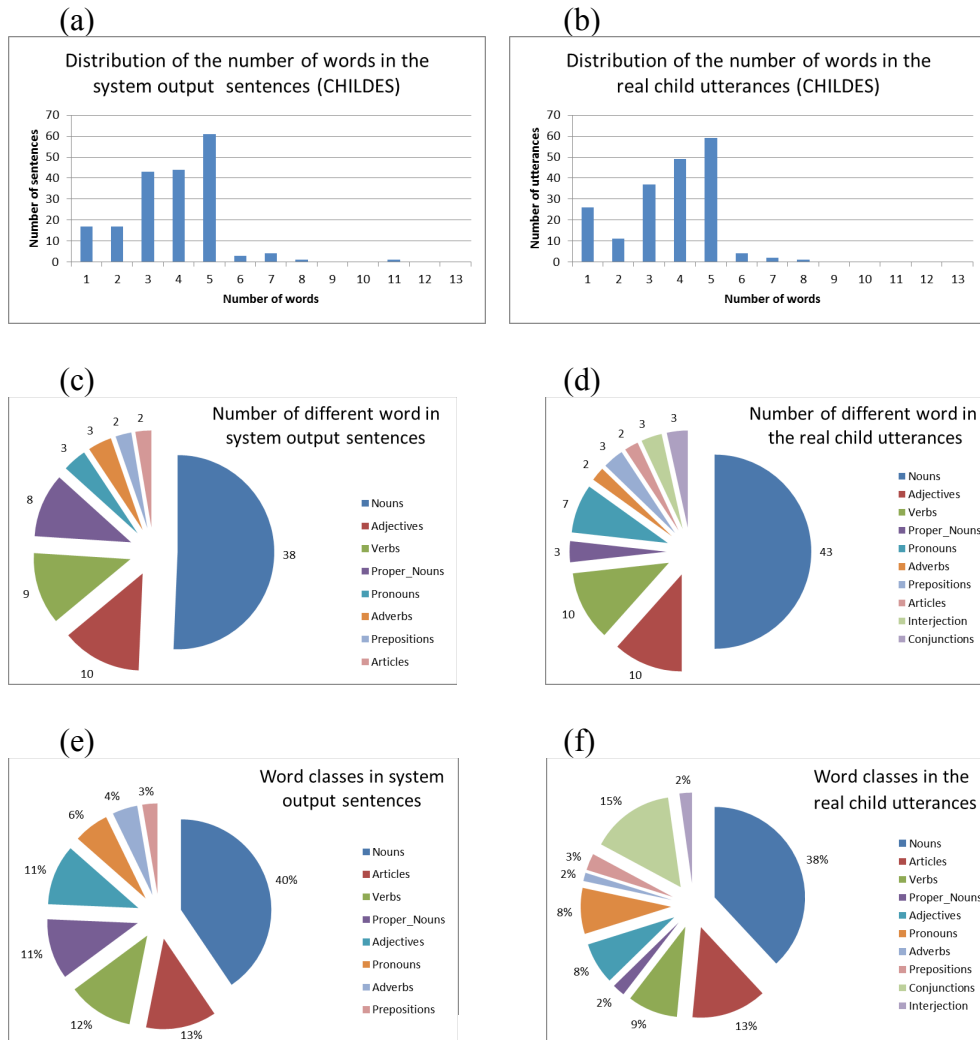 (a)
Distribution of the number of words in the
system output sentences (CHILDES)
70
60
50
40
30
20
10
0
Number of sentences
1 2 3 4 5 6 7 8 9 10 11 12 13
Number of words
(b)
Distribution of the number of words in the
real child utterances (CHILDES)
70
60
50
40
30
20
10
0
Number of utterances
1 2 3 4 5 6 7 8 9 10 11 12 13
Number of words
(c)
Number of different word in
system output sentences
38
10
9
8
3
3
2
2
Nouns
Adjectives
Verbs
Proper_Nouns
Pronouns
Adverbs
Prepositions
Articles
(d)
Number of different word in
the real child utterances
43
10
10
3
7
2
3
2
3
3
Nouns
Adjectives
Verbs
Proper_Nouns
Pronouns
Adverbs
Prepositions
Articles
Interjection
Conjunctions
(e)
Word classes in system
output sentences
40%
13%
12%
11%
11%
6%
4%
3%
Nouns
Articles
Verbs
Proper_Nouns
Adjectives
Pronouns
Adverbs
Prepositions
(f)
Word classes in the
real child utterances
38%
13%
9%
2%
8%
8%
2%
3%
15%
2%
Nouns
Articles
Verbs
Proper_Nouns
Adjectives
Pronouns
Adverbs
Prepositions
Conjunctions
Interjection